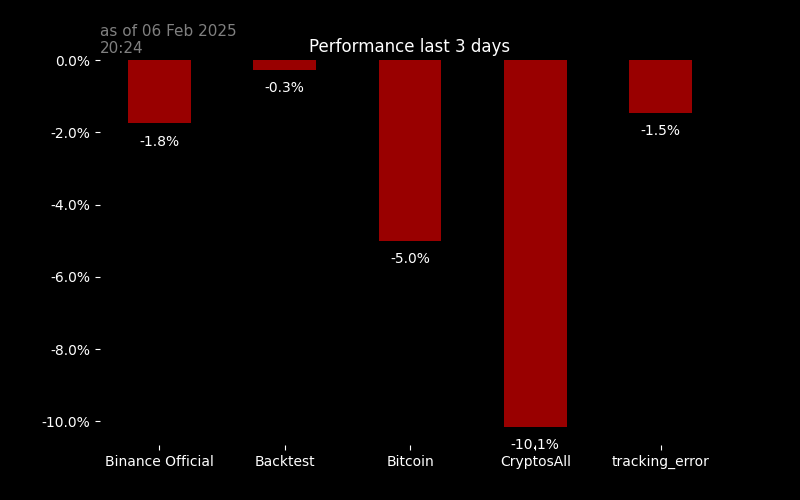 as of 06 Feb 2025
20:24
Performance last 3 days
0.0%
-2.0%
-4.0%
-6.0%
-8.0%
-10.0%
-1.8%
-0.3%
-5.0%
-10.1%
-1.5%
Binance Official
Backtest
Bitcoin
CryptosAll
tracking_error